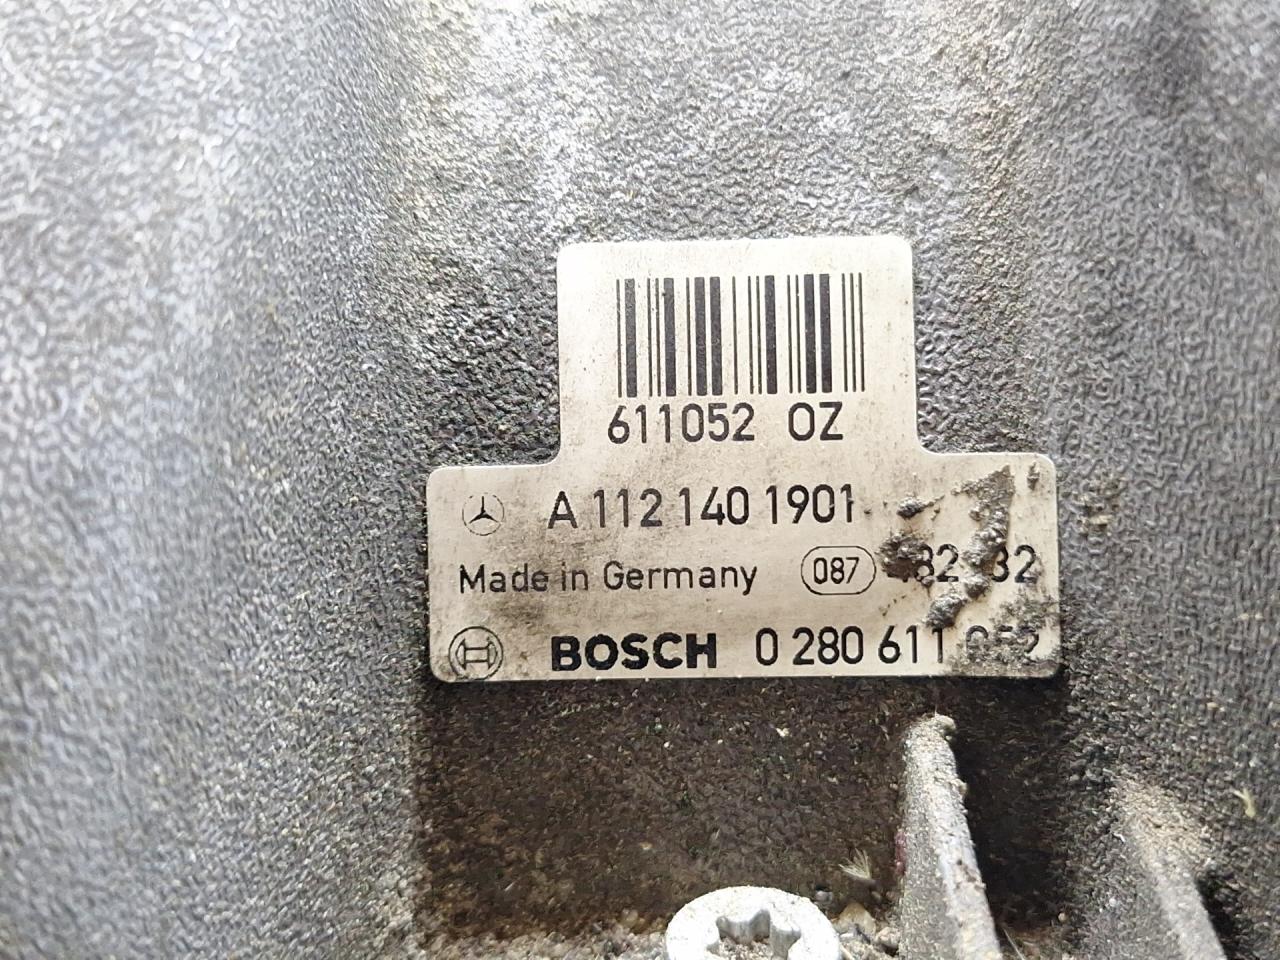 611052 OZ
A 112 140 1901
Made in Germany 087
BOSCH 0 280 611